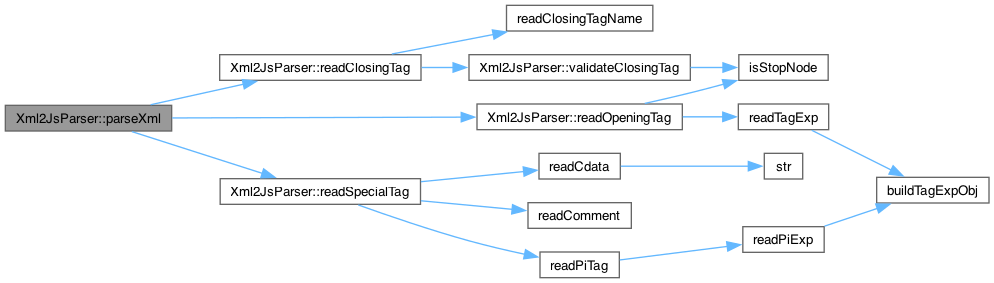 readClosingTagName
Xml2JsParser::readClosingTag
Xml2JsParser::validateClosingTag
isStopNode
Xml2JsParser::parseXml
Xml2JsParser::readOpeningTag
readTagExp
readCdata
str
Xml2JsParser::readSpecialTag
buildTagExpObj
readComment
readPiExp
readPiTag